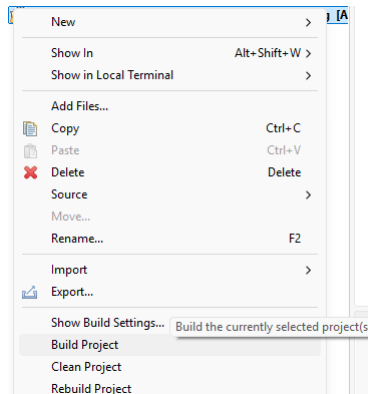 [A
New
Show In Alt+Shift+W
Show in Local Terminal
Add Files...
Copy Ctrl+C
Paste Ctrl+V
Delete Delete
Source
Move...
Rename... F2
Import
Export...
Show Build Settings...
Build the currently selected project(s
Build Project
Clean Project
Rebuild Project